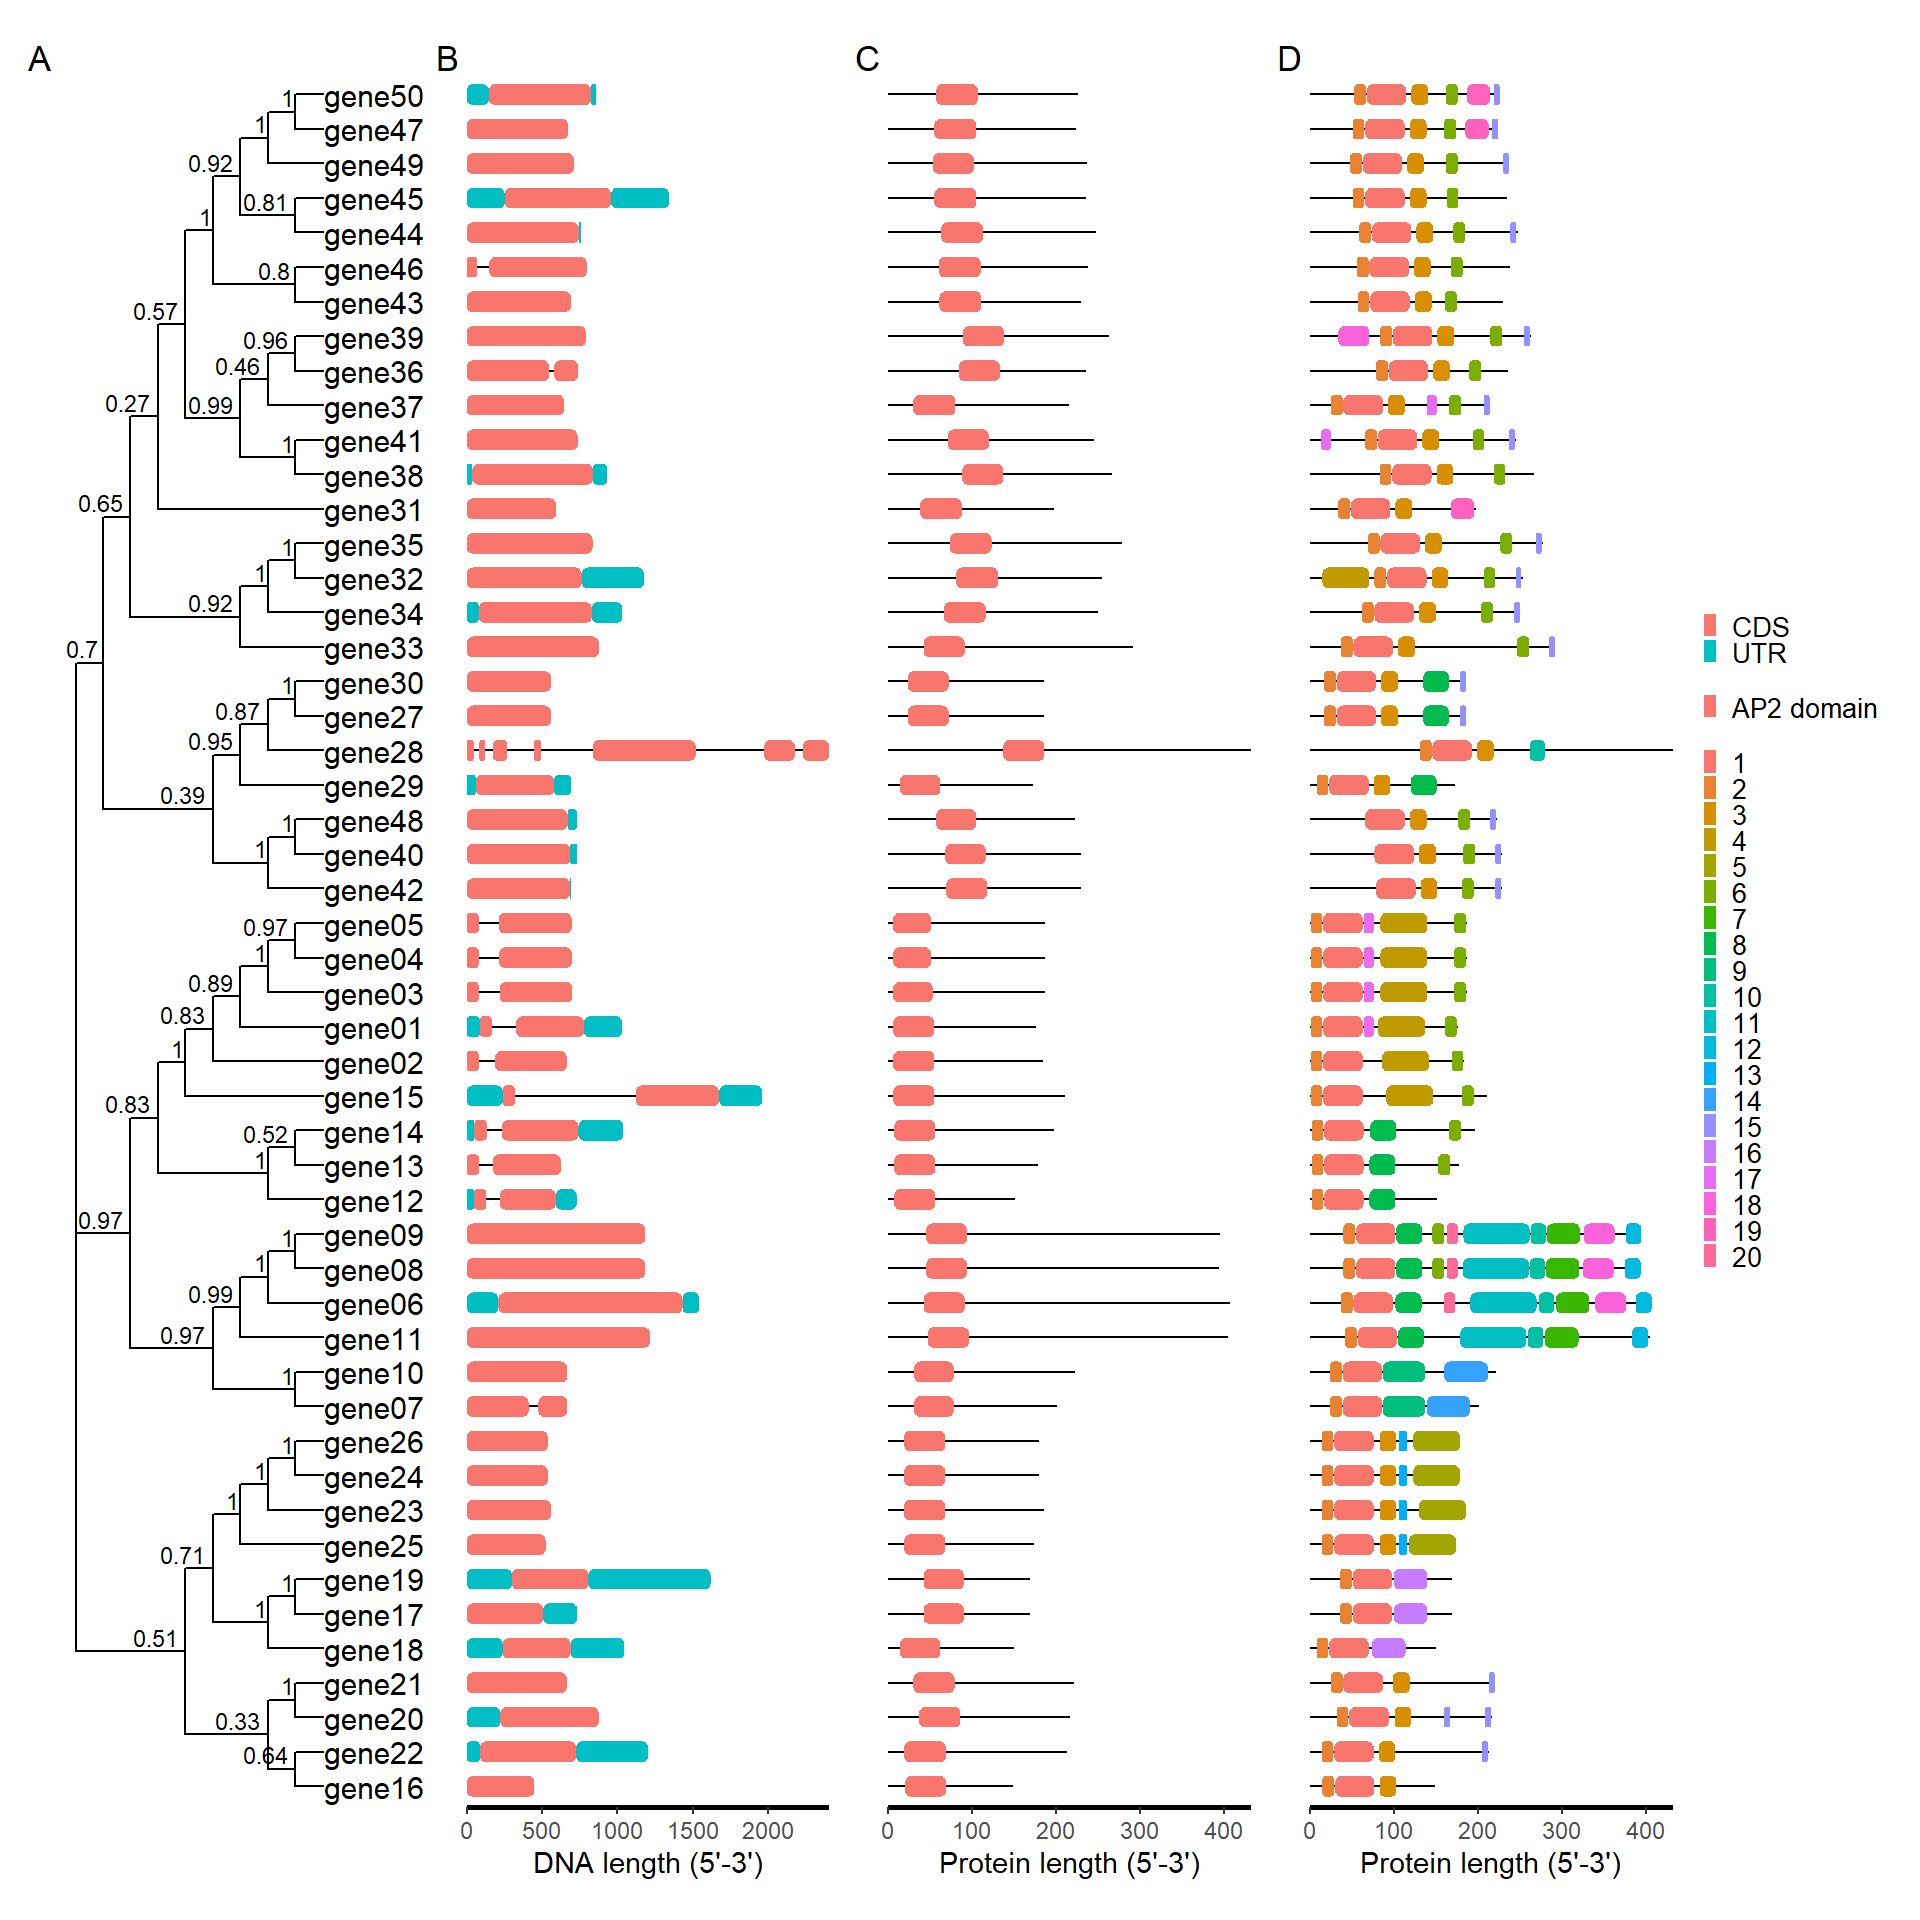 A B C D
1 gene50
1 gene47
0.92 gene49
0.81 gene45
1 gene44
0.8 gene46
0.57 gene43
0.96 gene39
0.46 gene36
0.27 0.99 gene37
1 gene41
0.65 gene38
gene31
1 gene35
1 gene32
0.92 gene34
0.7 gene33
1 gene30
0.87 gene27
0.95 gene28
0.39 gene29
1 gene48
1 gene40
gene42
0.97 gene05
1 gene04
0.89 gene03
0.83 gene01
1 gene02
0.83 gene15
0.52 gene14
1 gene13
gene12
0.97 1 gene09
1 gene08
0.99 gene06
0.97 gene11
1 gene10
gene07
1 gene26
1 gene24
1 gene23
0.71 gene25
1 gene19
1 gene17
0.51 gene18
1 gene21
0.33 gene20
0.64 gene22
gene16
0 500 1000 1500 2000
DNA length (5'-3')
0 100 200 300 400
Protein length (5'-3')
0 100 200 300 400
Protein length (5'-3')
CDS
UTR
AP2 domain
1
2
3
4
5
6
7
8
9
10
11
12
13
14
15
16
17
18
19
20